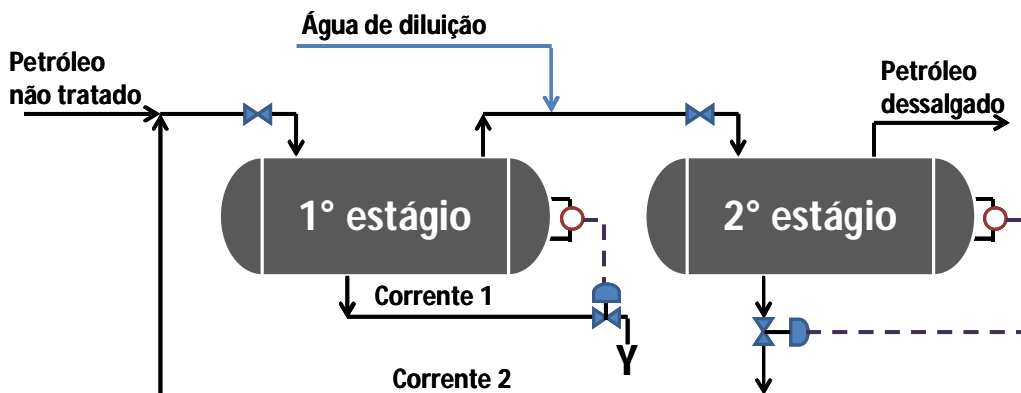 Água de diluição
Petróleo
não tratado
Petróleo
dessalgado
1° estágio
2° estágio
Corrente 1
Corrente 2